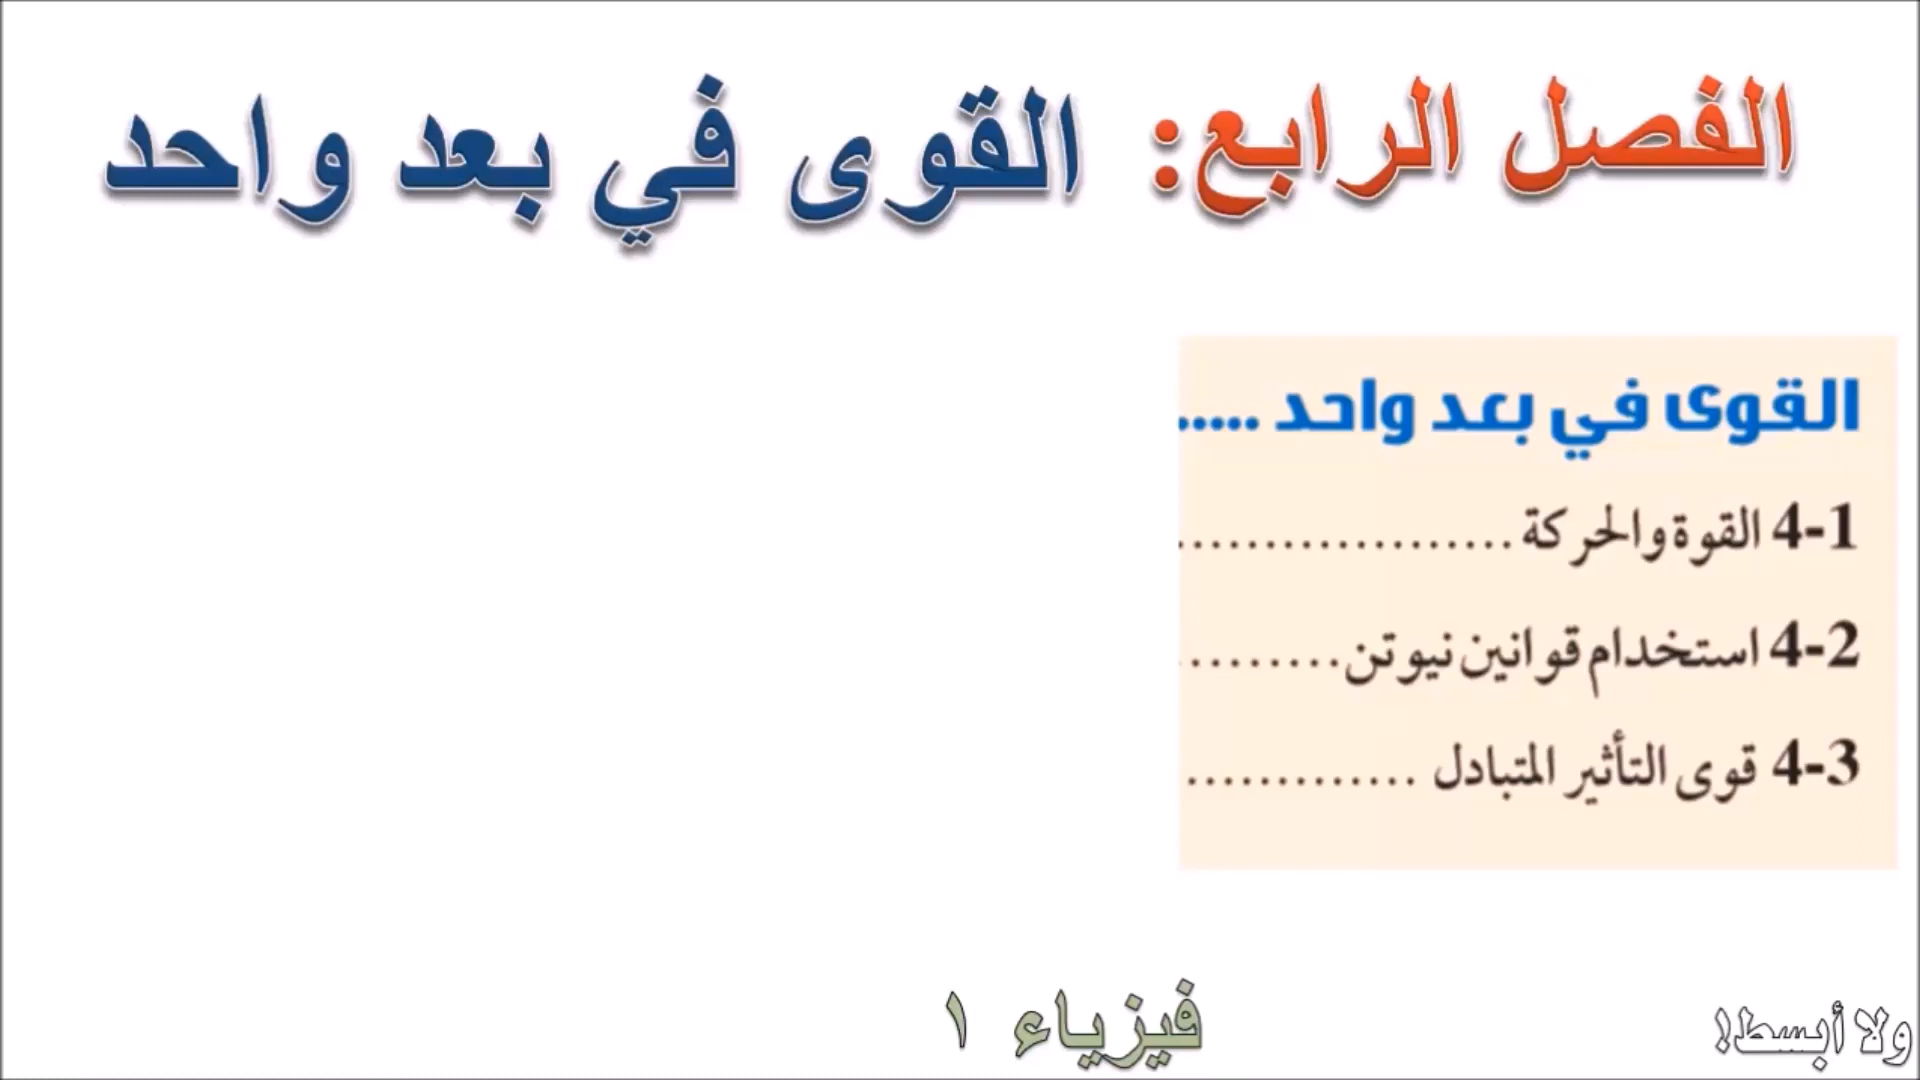 الفصل الرابع: القوى في بعد واحد
القوى في بعد واحد .....
4-1 القوة والحركة ...................
4-2 استخدام قوانين نيوتن.........
4-3 قوى التأثير المتبادل .............
فيزياء ١
ولا أبسط!